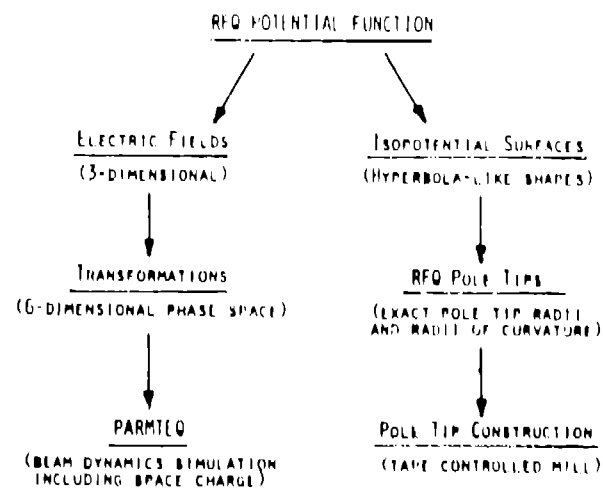 RFQ POTENTIAL FUNCTION
ELECTRIC FIELDS
(3-DIMENSIONAL)
ISOPOTENTIAL SURFACES
(HYPERBOLA-LIKE SHAPES)
TRANSFORMATIONS
(6-DIMENSIONAL PHASE SPACE)
RFQ POLE TIPS
(EXACT POLE TIP RADII
AND RADII OF CURVATURE)
PARMTEQ
(BEAM DYNAMICS SIMULATION
INCLUDING SPACE CHARGE)
POLE TIP CONSTRUCTION
(TAPE CONTROLLED MILL)